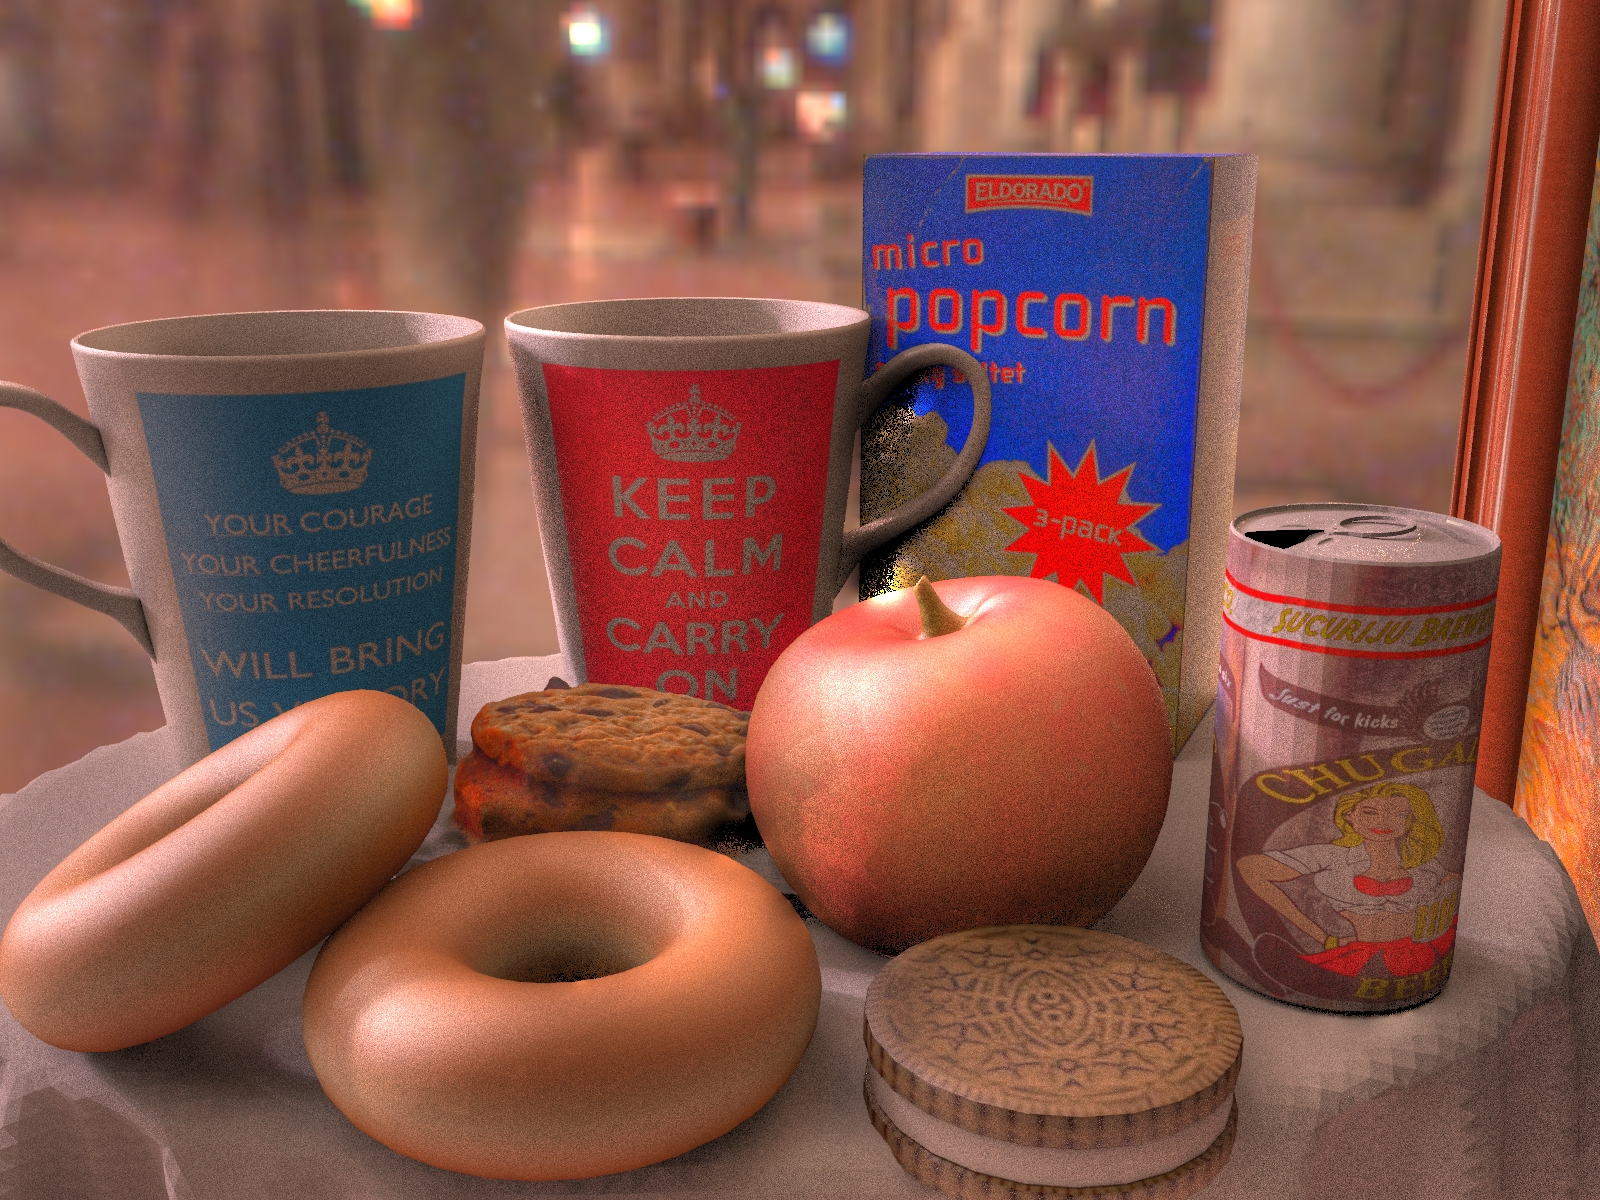 YOUR COURAGE
YOUR CHEERFULNESS
YOUR RESOLUTION
WILL BRING
US
KEEP
CALM
AND
CARRY
ON
ELDORADO
micro
popcorn
3-pack
SUCURIJU
Just for kicks